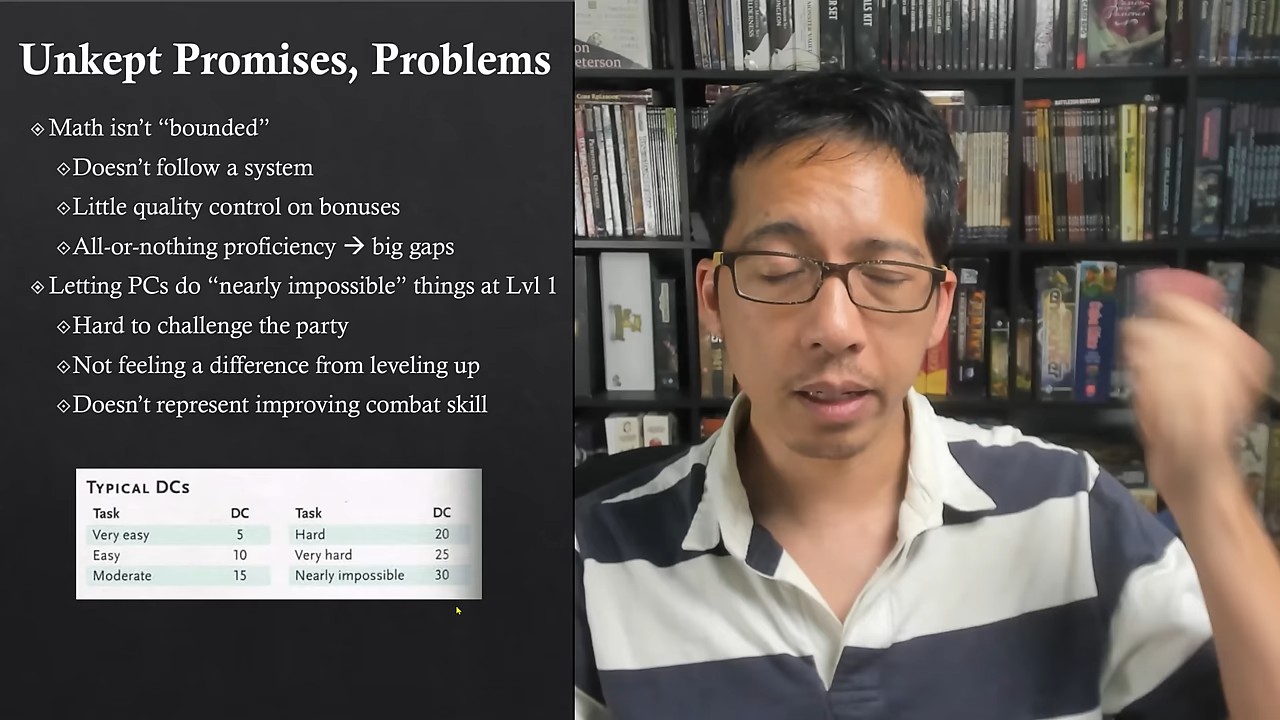 Unkept Promises, Problems
Math isn’t “bounded”
Doesn’t follow a system
Little quality control on bonuses
All-or-nothing proficiency → big gaps
Letting PCs do “nearly impossible” things at Lvl 1
Hard to challenge the party
Not feeling a difference from leveling up
Doesn’t represent improving combat skill
TYPICAL DCs
Task DC Task DC
Very easy 5 Hard 20
Easy 10 Very hard 25
Moderate 15 Nearly impossible 30